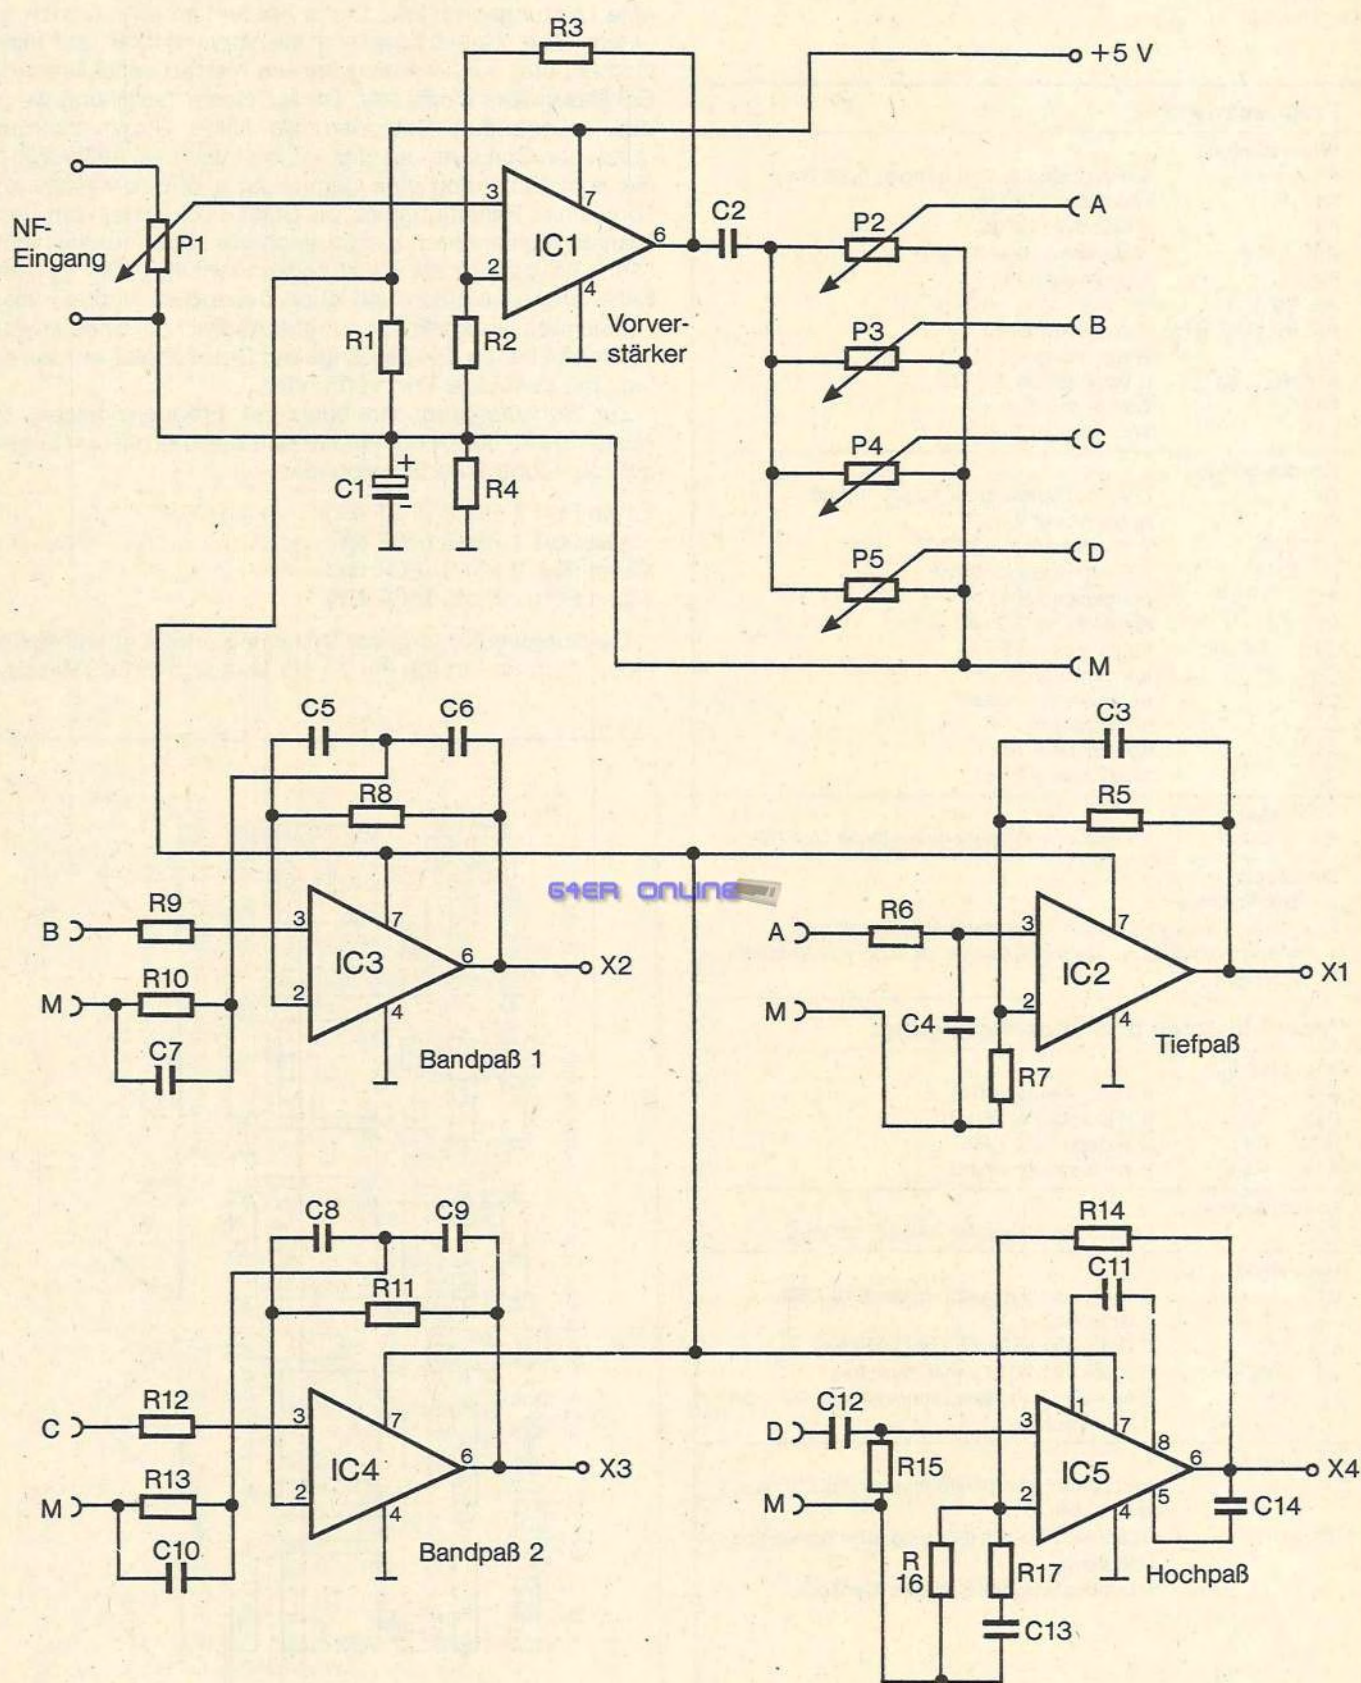 R3
+5 V
NF-
Eingang
P1
3
7
IC1
6
2
4
C2
P2
A
Vorver-
stärker
R1
R2
P3
B
P4
C
+
C1
-
R4
P5
D
M
C5
C6
R8
C3
R5
64ER ONLINE
B
R9
3
7
IC3
6
X2
M
R10
2
4
C7
Bandpaß 1
A
R6
3
7
IC2
X1
M
C4
2
4
Tiefpaß
R7
C8
C9
R11
R14
C11
C
R12
3
7
IC4
6
X3
M
R13
2
4
C10
Bandpaß 2
D
C12
3
1
7
8
R15
IC5
6
X4
M
2
4
5
C14
R
16
R17
Hochpaß
C13